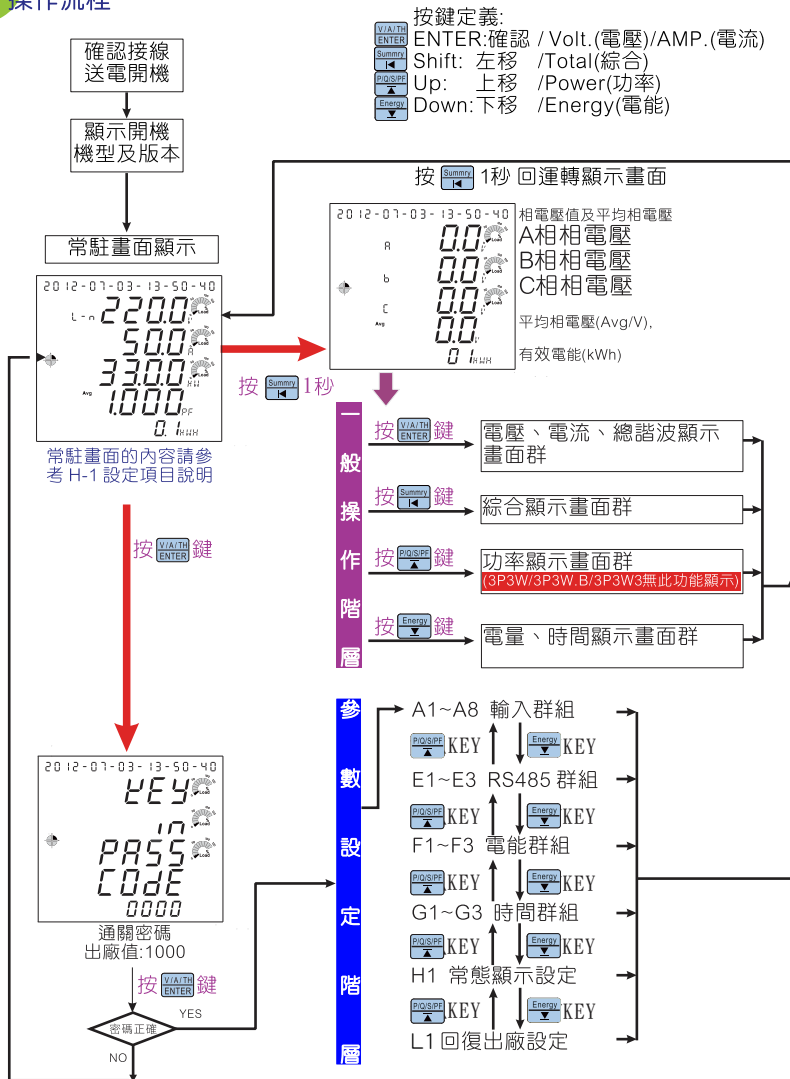 操作流程
按鍵定義:
V/A/TH ENTER ENTER:確認 / Volt.(電壓)/AMP.(電流)
Summry Shift: 左移 /Total(綜合)
P/Q/S/PF Up: 上移 /Power(功率)
Energy Down:下移 /Energy(電能)
確認接線
送電開機
顯示開機
機型及版本
常駐畫面顯示
按 Summry 1秒 回運轉顯示畫面
2012-07-03-13-50-40
L-n 220.0
50.0 A
330.0 KW
Avg 1.000 PF
0.1 KWH
常駐畫面的內容請參
考 H-1 設定項目說明
按 Summry 1秒
2012-07-03-13-50-40
A 0.0
b 0.0
C 0.0
Avg 0.0
01 KWH
相電壓值及平均相電壓
A相相電壓
B相相電壓
C相相電壓
平均相電壓(Avg/V),
有效電能(kWh)
一般操作階層
按 V/A/TH ENTER 鍵
電壓、電流、總諧波顯示
畫面群
按 Summry 鍵
綜合顯示畫面群
按 P/Q/S/PF 鍵
功率顯示畫面群
(3P3W/3P3W.B/3P3W3無此功能顯示)
按 Energy 鍵
電量、時間顯示畫面群
按 V/A/TH ENTER 鍵
2012-07-03-13-50-40
KEY
in
PASS
COdE
0000
通關密碼
出廠值:1000
按 V/A/TH ENTER 鍵
密碼正確
YES
NO
參數設定階層
A1~A8 輸入群組
P/Q/S/PF KEY Energy KEY
E1~E3 RS485 群組
P/Q/S/PF KEY Energy KEY
F1~F3 電能群組
P/Q/S/PF KEY Energy KEY
G1~G3 時間群組
P/Q/S/PF KEY Energy KEY
H1 常態顯示設定
P/Q/S/PF KEY Energy KEY
L1 回復出廠設定